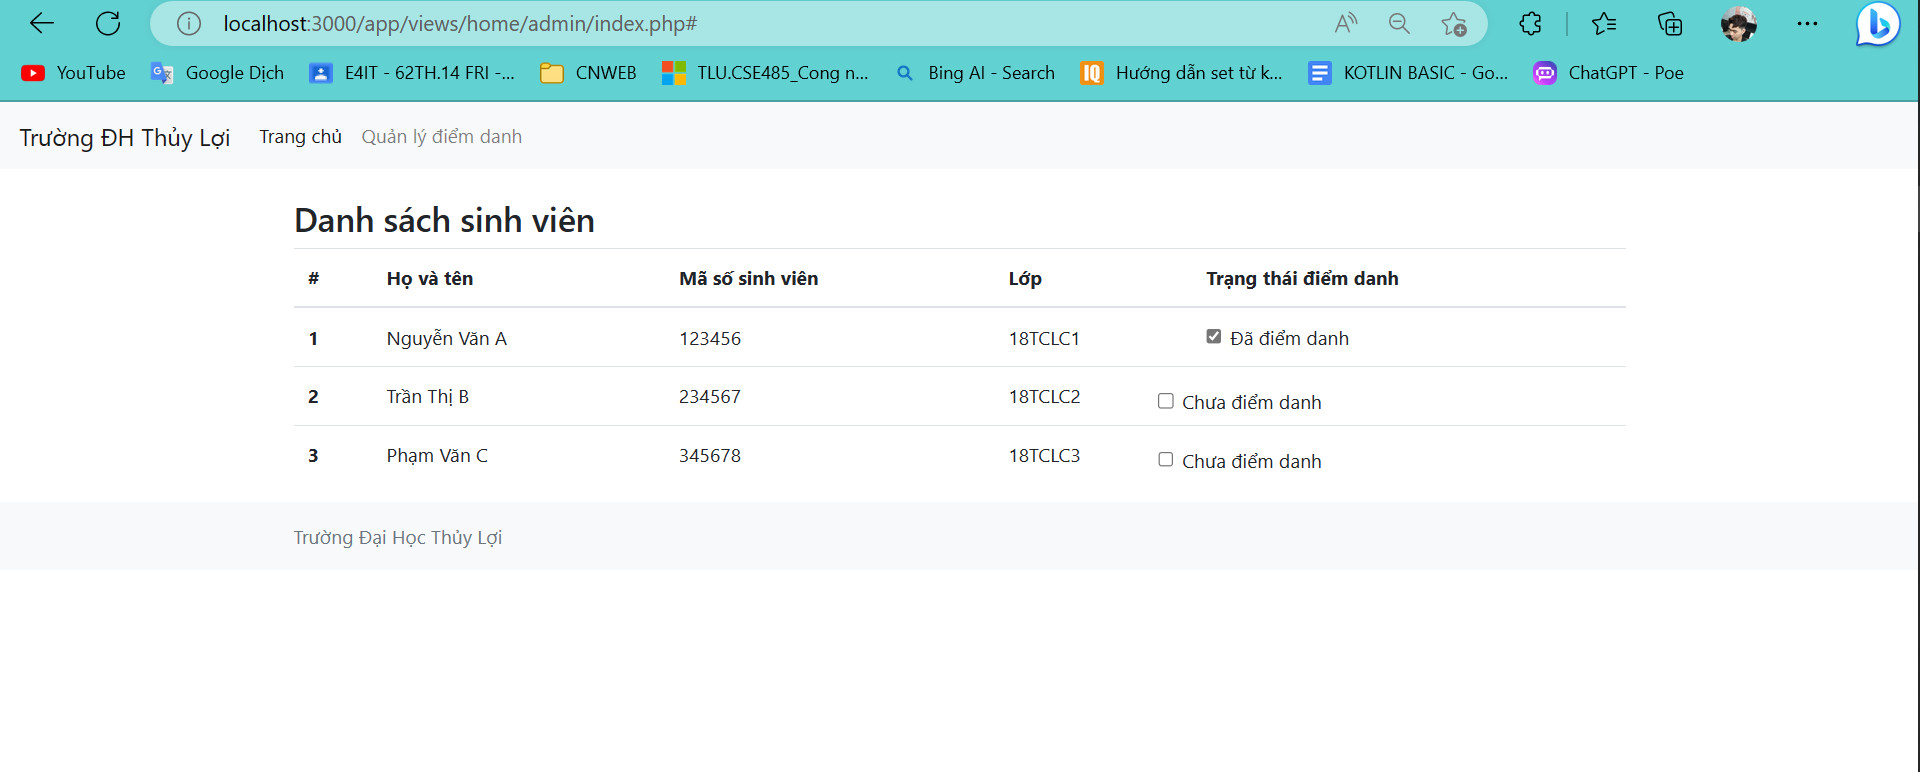 localhost:3000/app/views/home/admin/index.php#
YouTube Google Dịch E4IT - 62TH.14 FRI -... CNWEB TLU.CSE485_Cong n... Bing AI - Search Hướng dẫn set từ k... KOTLIN BASIC - Go... ChatGPT - Poe
Trường ĐH Thủy Lợi Trang chủ Quản lý điểm danh
Danh sách sinh viên
# Họ và tên Mã số sinh viên Lớp Trạng thái điểm danh
1 Nguyễn Văn A 123456 18TCLC1 Đã điểm danh
2 Trần Thị B 234567 18TCLC2 Chưa điểm danh
3 Phạm Văn C 345678 18TCLC3 Chưa điểm danh
Trường Đại Học Thủy Lợi